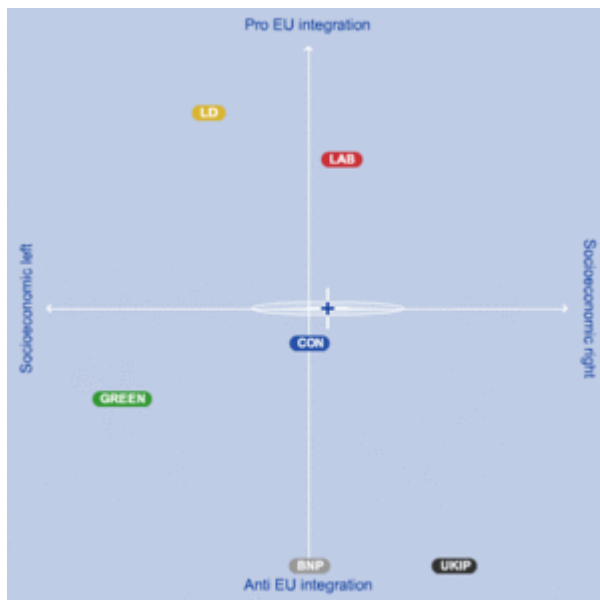 Pro EU integration
LD
LAB
Socioeconomic left
Socioeconomic right
CON
GREEN
BNP
UKIP
Anti EU integration